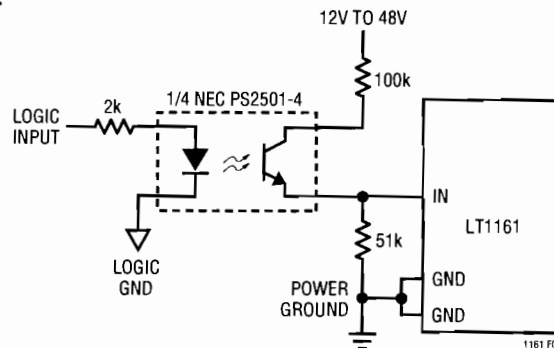 12V TO 48V
100k
1/4 NEC PS2501-4
2k
LOGIC
INPUT
IN
LT1161
51k
LOGIC
GND
POWER
GROUND
GND
GND